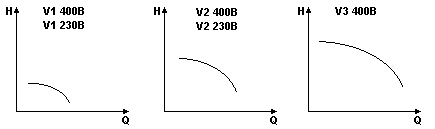 H V1 400B
V1 230B
Q
H V2 400B
V2 230B
Q
H V3 400B
Q